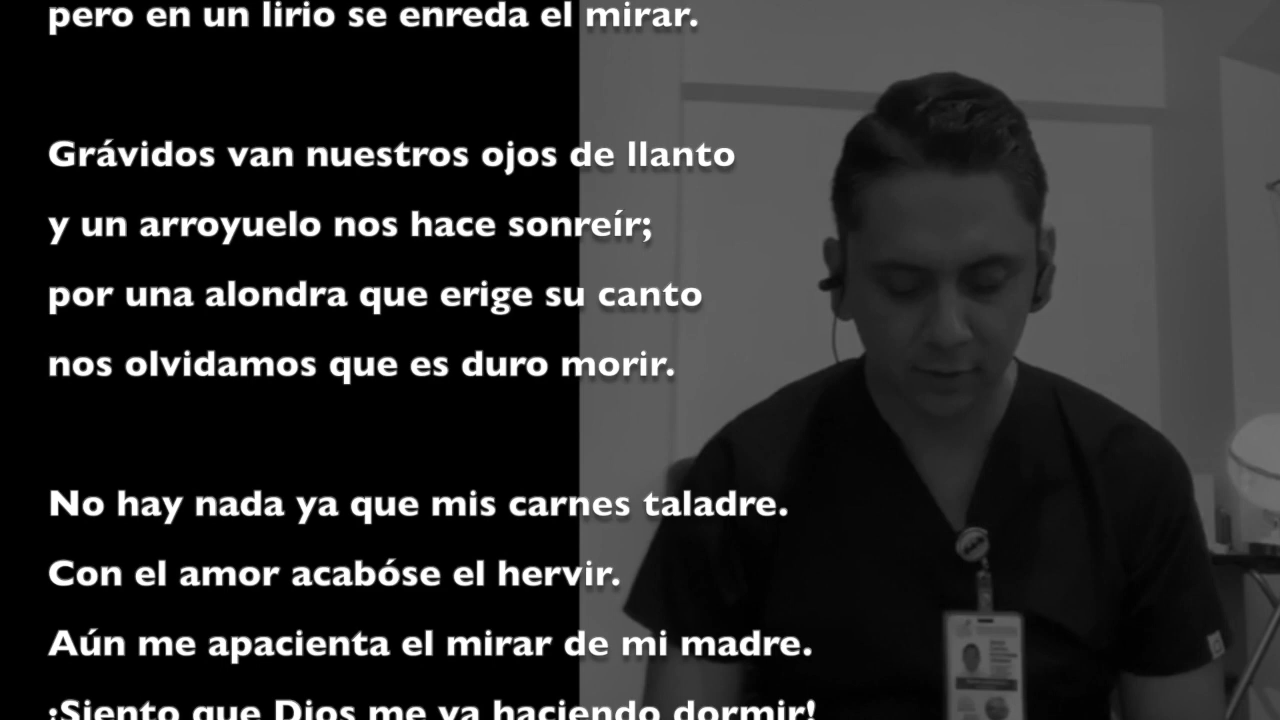 pero en un lirio se enreda el mirar.
Grávidos van nuestros ojos de llanto
y un arroyuelo nos hace sonreír;
por una alondra que erige su canto
nos olvidamos que es duro morir.
No hay nada ya que mis carnes taladre.
Con el amor acabóse el hervir.
Aún me apacienta el mirar de mi madre.
¡Siento que Dios me va haciendo dormir!